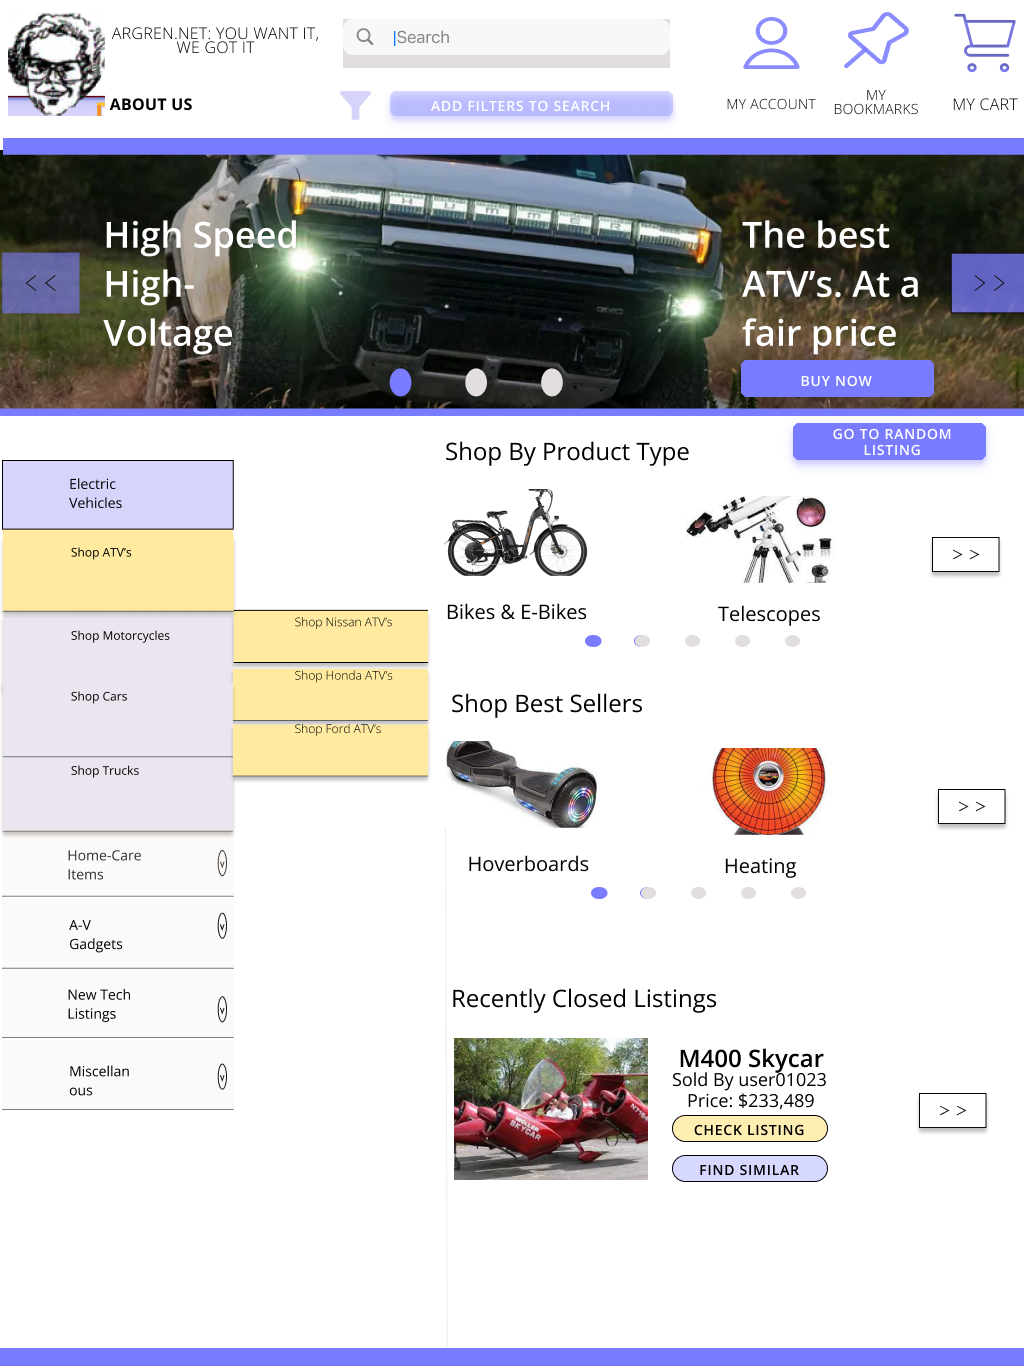 ARGREN.NET: YOU WANT IT,
WE GOT IT
Search
ABOUT US
ADD FILTERS TO SEARCH
MY ACCOUNT
MY
BOOKMARKS
MY CART
HUMMER
High Speed
High-
Voltage
The best
ATV's. At a
fair price
< <
> >
BUY NOW
GO TO RANDOM
LISTING
Shop By Product Type
Electric
Vehicles
Shop ATV's
Shop Motorcycles
Shop Cars
Shop Trucks
Shop Nissan ATV's
Shop Honda ATV's
Shop Ford ATV's
Home-Care
Items
A-V
Gadgets
New Tech
Listings
Miscellan
ous
> >
Bikes & E-Bikes
Telescopes
Shop Best Sellers
> >
Hoverboards
Heating
Recently Closed Listings
MOLLER
SKYCAR
M400 Skycar
Sold By user01023
Price: $233,489
CHECK LISTING
FIND SIMILAR
> >